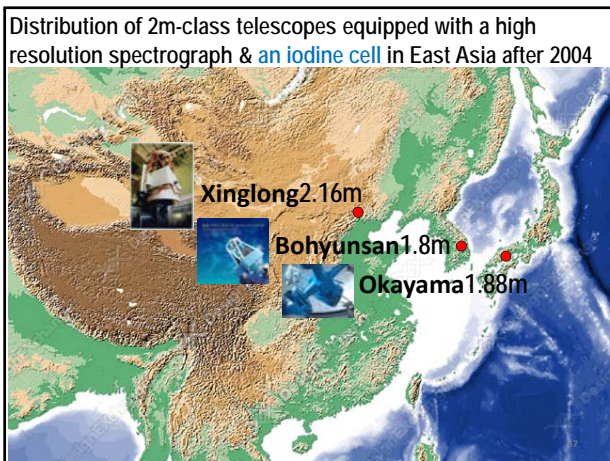 Distribution of 2m-class telescopes equipped with a high
resolution spectrograph & an iodine cell in East Asia after 2004
Xinglong2.16m
Bohyunsan1.8m
Okayama1.88m